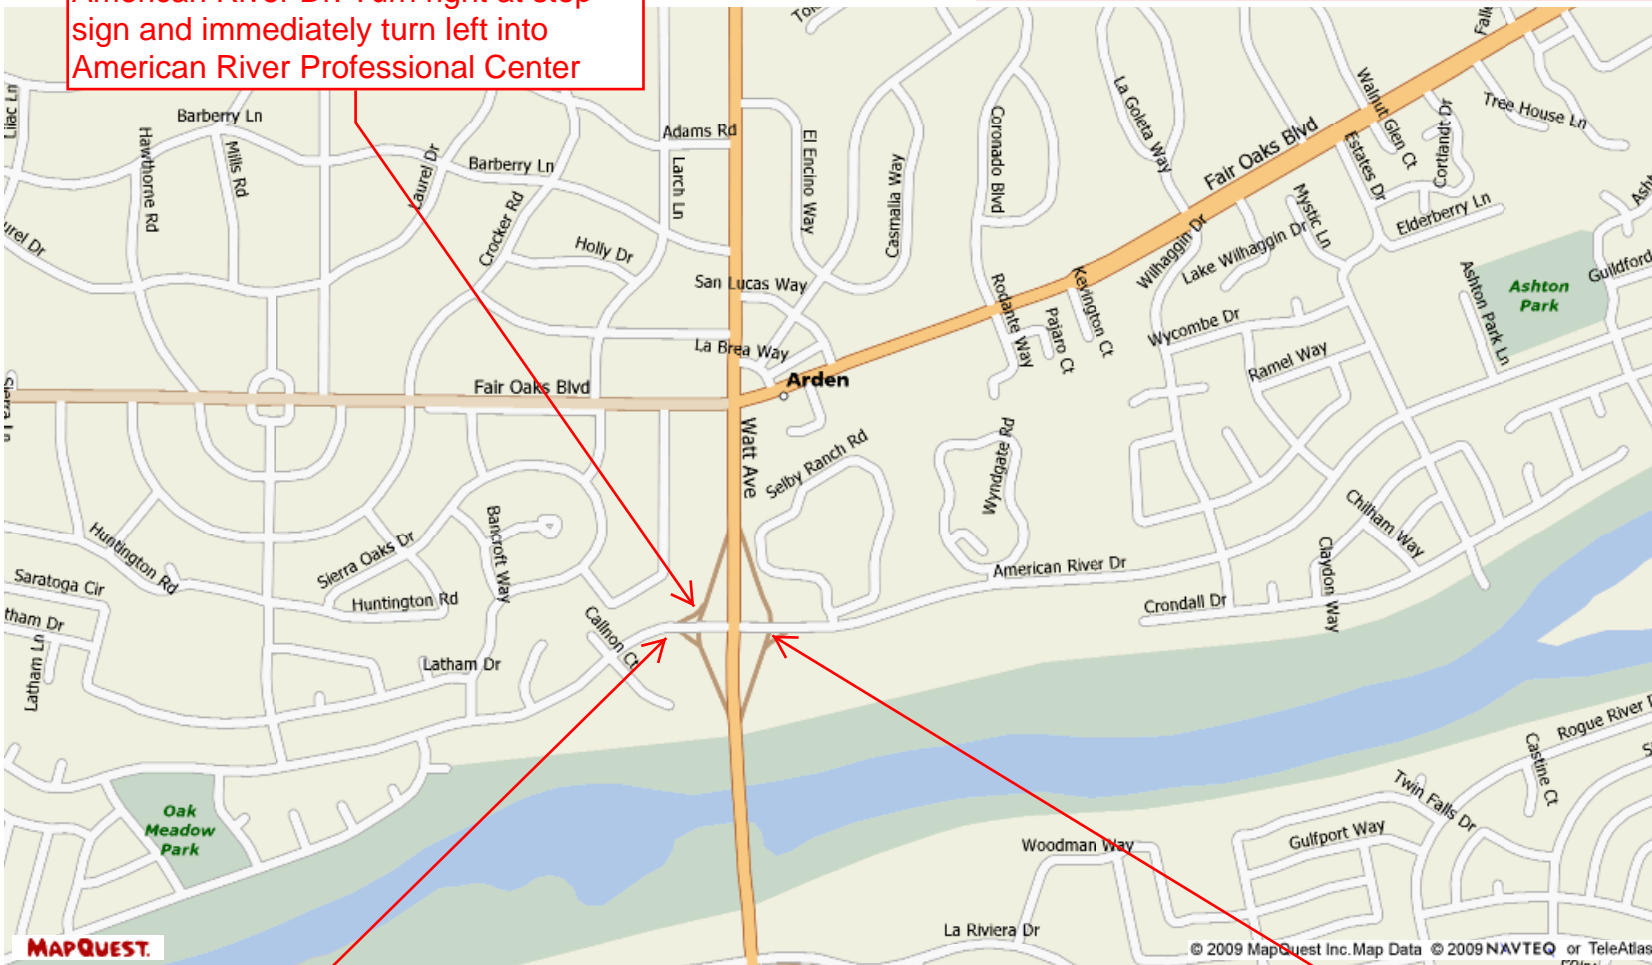 sign and immediately turn left into
American River Professional Center
Lilac Ln
Barberry Ln
Hawthorne Rd
Mills Rd
Laurel Dr
Barberry Ln
Crocker Rd
Holly Dr
Adams Rd
Larch Ln
El Encino Way
Casmalia Way
Coronado Blvd
La Goleta Way
Fair Oaks Blvd
Walnut Glen Ct
Estates Dr
Cortlandt Dr
Tree House Ln
Elderberry Ln
Mystic Ln
Wilhaggin Dr
Lake Wilhaggin Dr
Ashton
Park
Guildford
Ashton Park Ln
San Lucas Way
La Brea Way
Rodante Way
Pajaro Ct
Kevington Ct
Wycombe Dr
Ramel Way
Arden
Fair Oaks Blvd
Watt Ave
Selby Ranch Rd
Wyndgate Rd
Chilham Way
Claydon Way
American River Dr
Crondall Dr
Huntington Rd
Sierra Oaks Dr
Bancroft Way
Saratoga Cir
Huntington Rd
Callnon Ct
Latham Ln
Latham Dr
Oak
Meadow
Park
Rogue River
Castine Ct
Twin Falls Dr
Gulfport Way
Woodman Way
La Riviera Dr
MAPQUEST.
© 2009 MapQuest Inc. Map Data © 2009 NAVTEQ or TeleAtlas